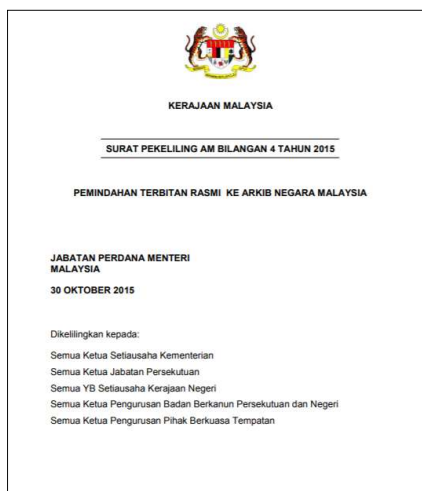 KERAJAAN MALAYSIA
SURAT PEKELILING AM BILANGAN 4 TAHUN 2015
PEMINDAHAN TERBITAN RASMI KE ARKIB NEGARA MALAYSIA
JABATAN PERDANA MENTERI
MALAYSIA
30 OKTOBER 2015
Dikelilingkan kepada:
Semua Ketua Setiausaha Kementerian
Semua Ketua Jabatan Persekutuan
Semua YB Setiausaha Kerajaan Negeri
Semua Ketua Pengurusan Badan Berkanun Persekutuan dan Negeri
Semua Ketua Pengurusan Pihak Berkuasa Tempatan